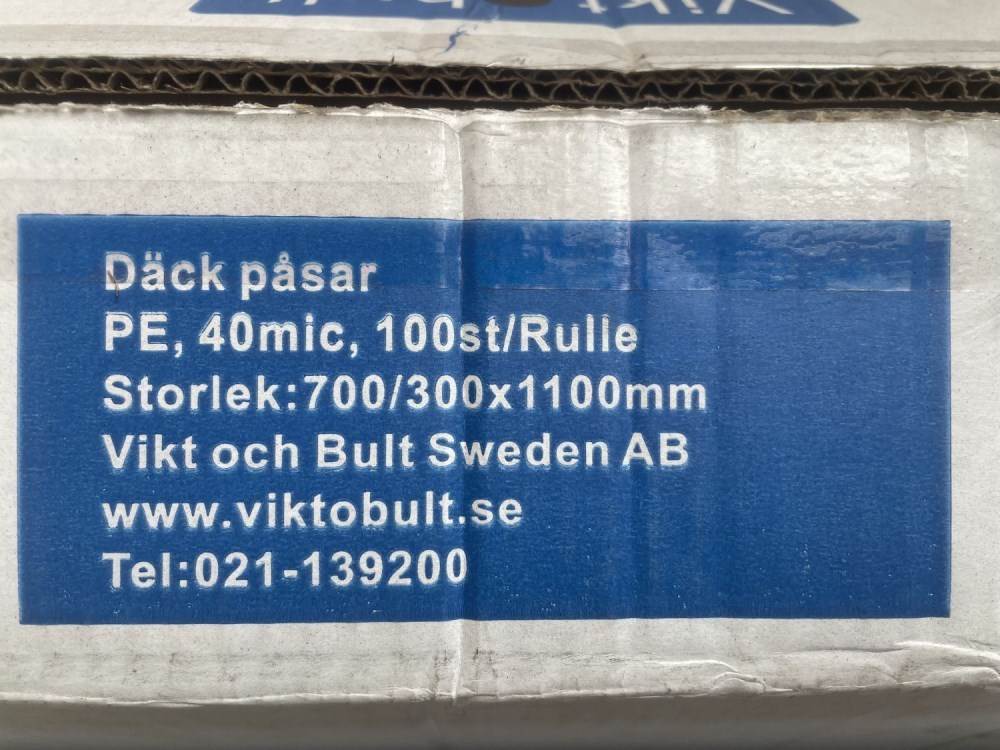 Däck påsar
PE, 40mic, 100st/Rulle
Storlek:700/300x1100mm
Vikt och Bult Sweden AB
www.viktobult.se
Tel:021-139200